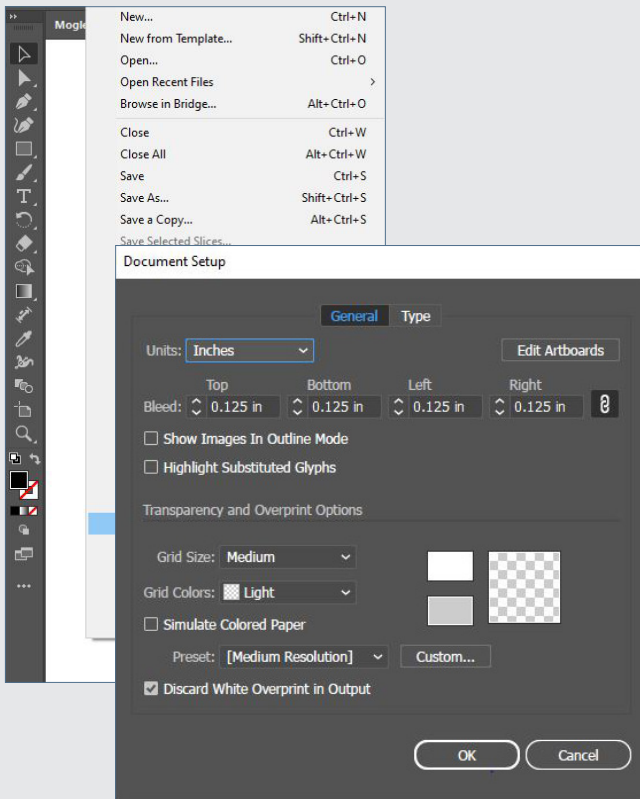 Mogle
New... Ctrl+N
New from Template... Shift+Ctrl+N
Open... Ctrl+O
Open Recent Files >
Browse in Bridge... Alt+Ctrl+O
Close Ctrl+W
Close All Alt+Ctrl+W
Save Ctrl+S
Save As... Shift+Ctrl+S
Save a Copy... Alt+Ctrl+S
Save Selected Slices...
Document Setup
General Type
Units: Inches Edit Artboards
Top Bottom Left Right
Bleed: 0.125 in 0.125 in 0.125 in 0.125 in
Show Images In Outline Mode
Highlight Substituted Glyphs
Transparency and Overprint Options
Grid Size: Medium
Grid Colors: Light
Simulate Colored Paper
Preset: [Medium Resolution] Custom...
Discard White Overprint in Output
OK Cancel